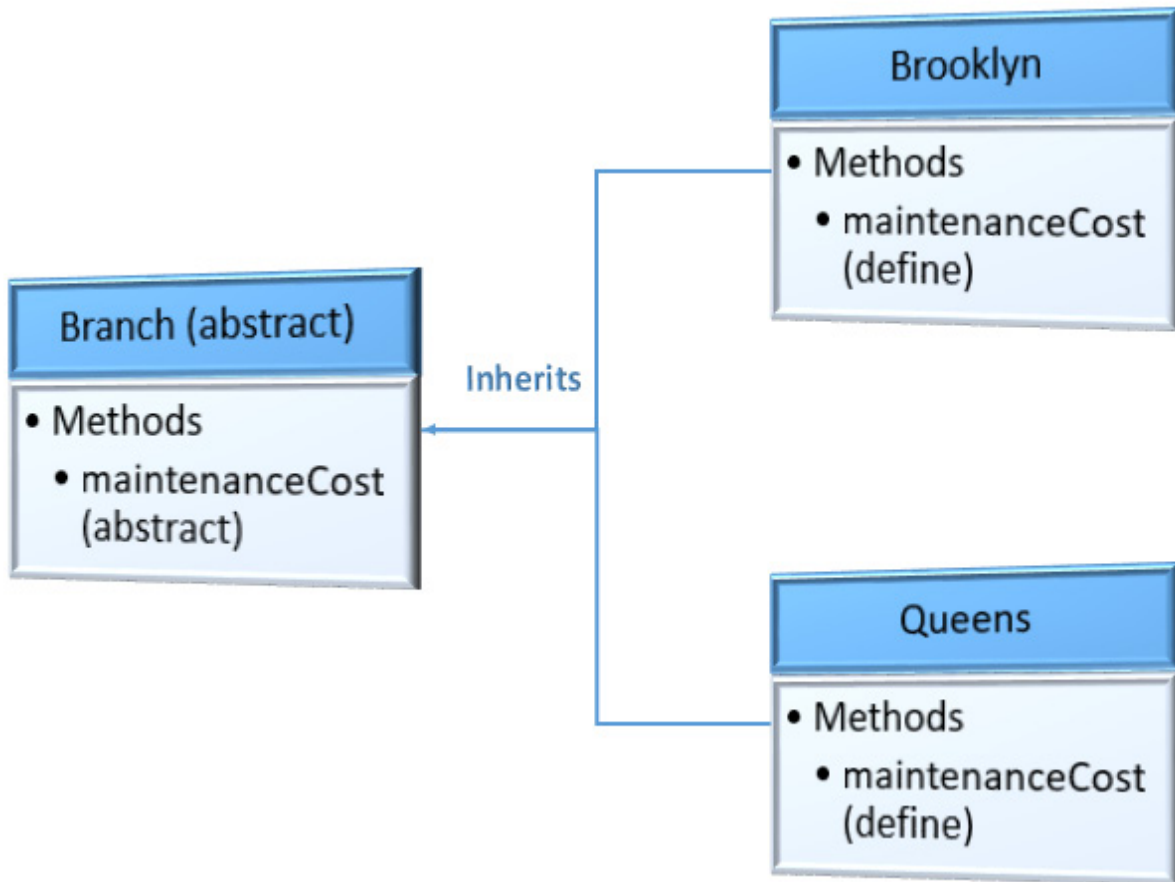 Branch (abstract)
• Methods
• maintenanceCost
(abstract)
Inherits
Brooklyn
• Methods
• maintenanceCost
(define)
Queens
• Methods
• maintenanceCost
(define)